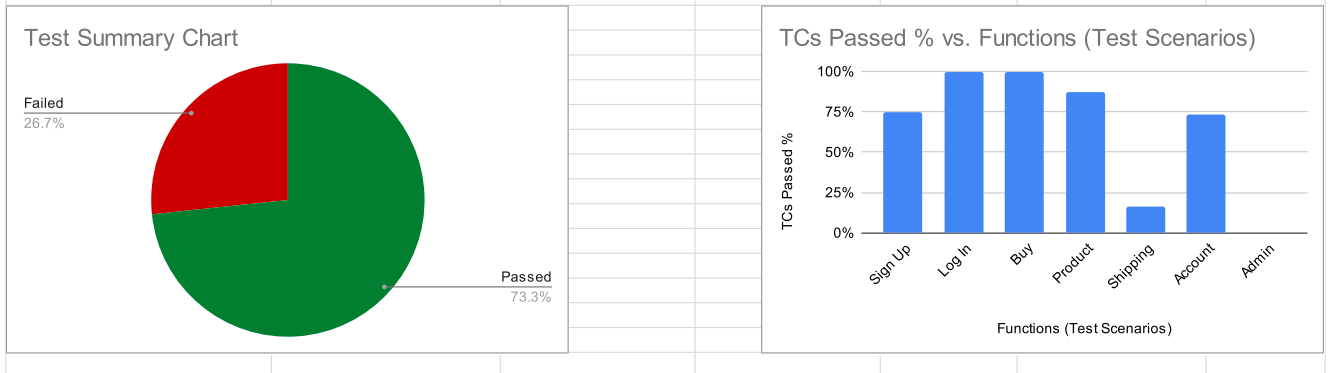 Test Summary Chart
Failed
26.7%
Passed
73.3%
TCs Passed % vs. Functions (Test Scenarios)
TCs Passed %
100%
75%
50%
25%
0%
Sign Up
Log In
Buy
Product
Shipping
Account
Admin
Functions (Test Scenarios)